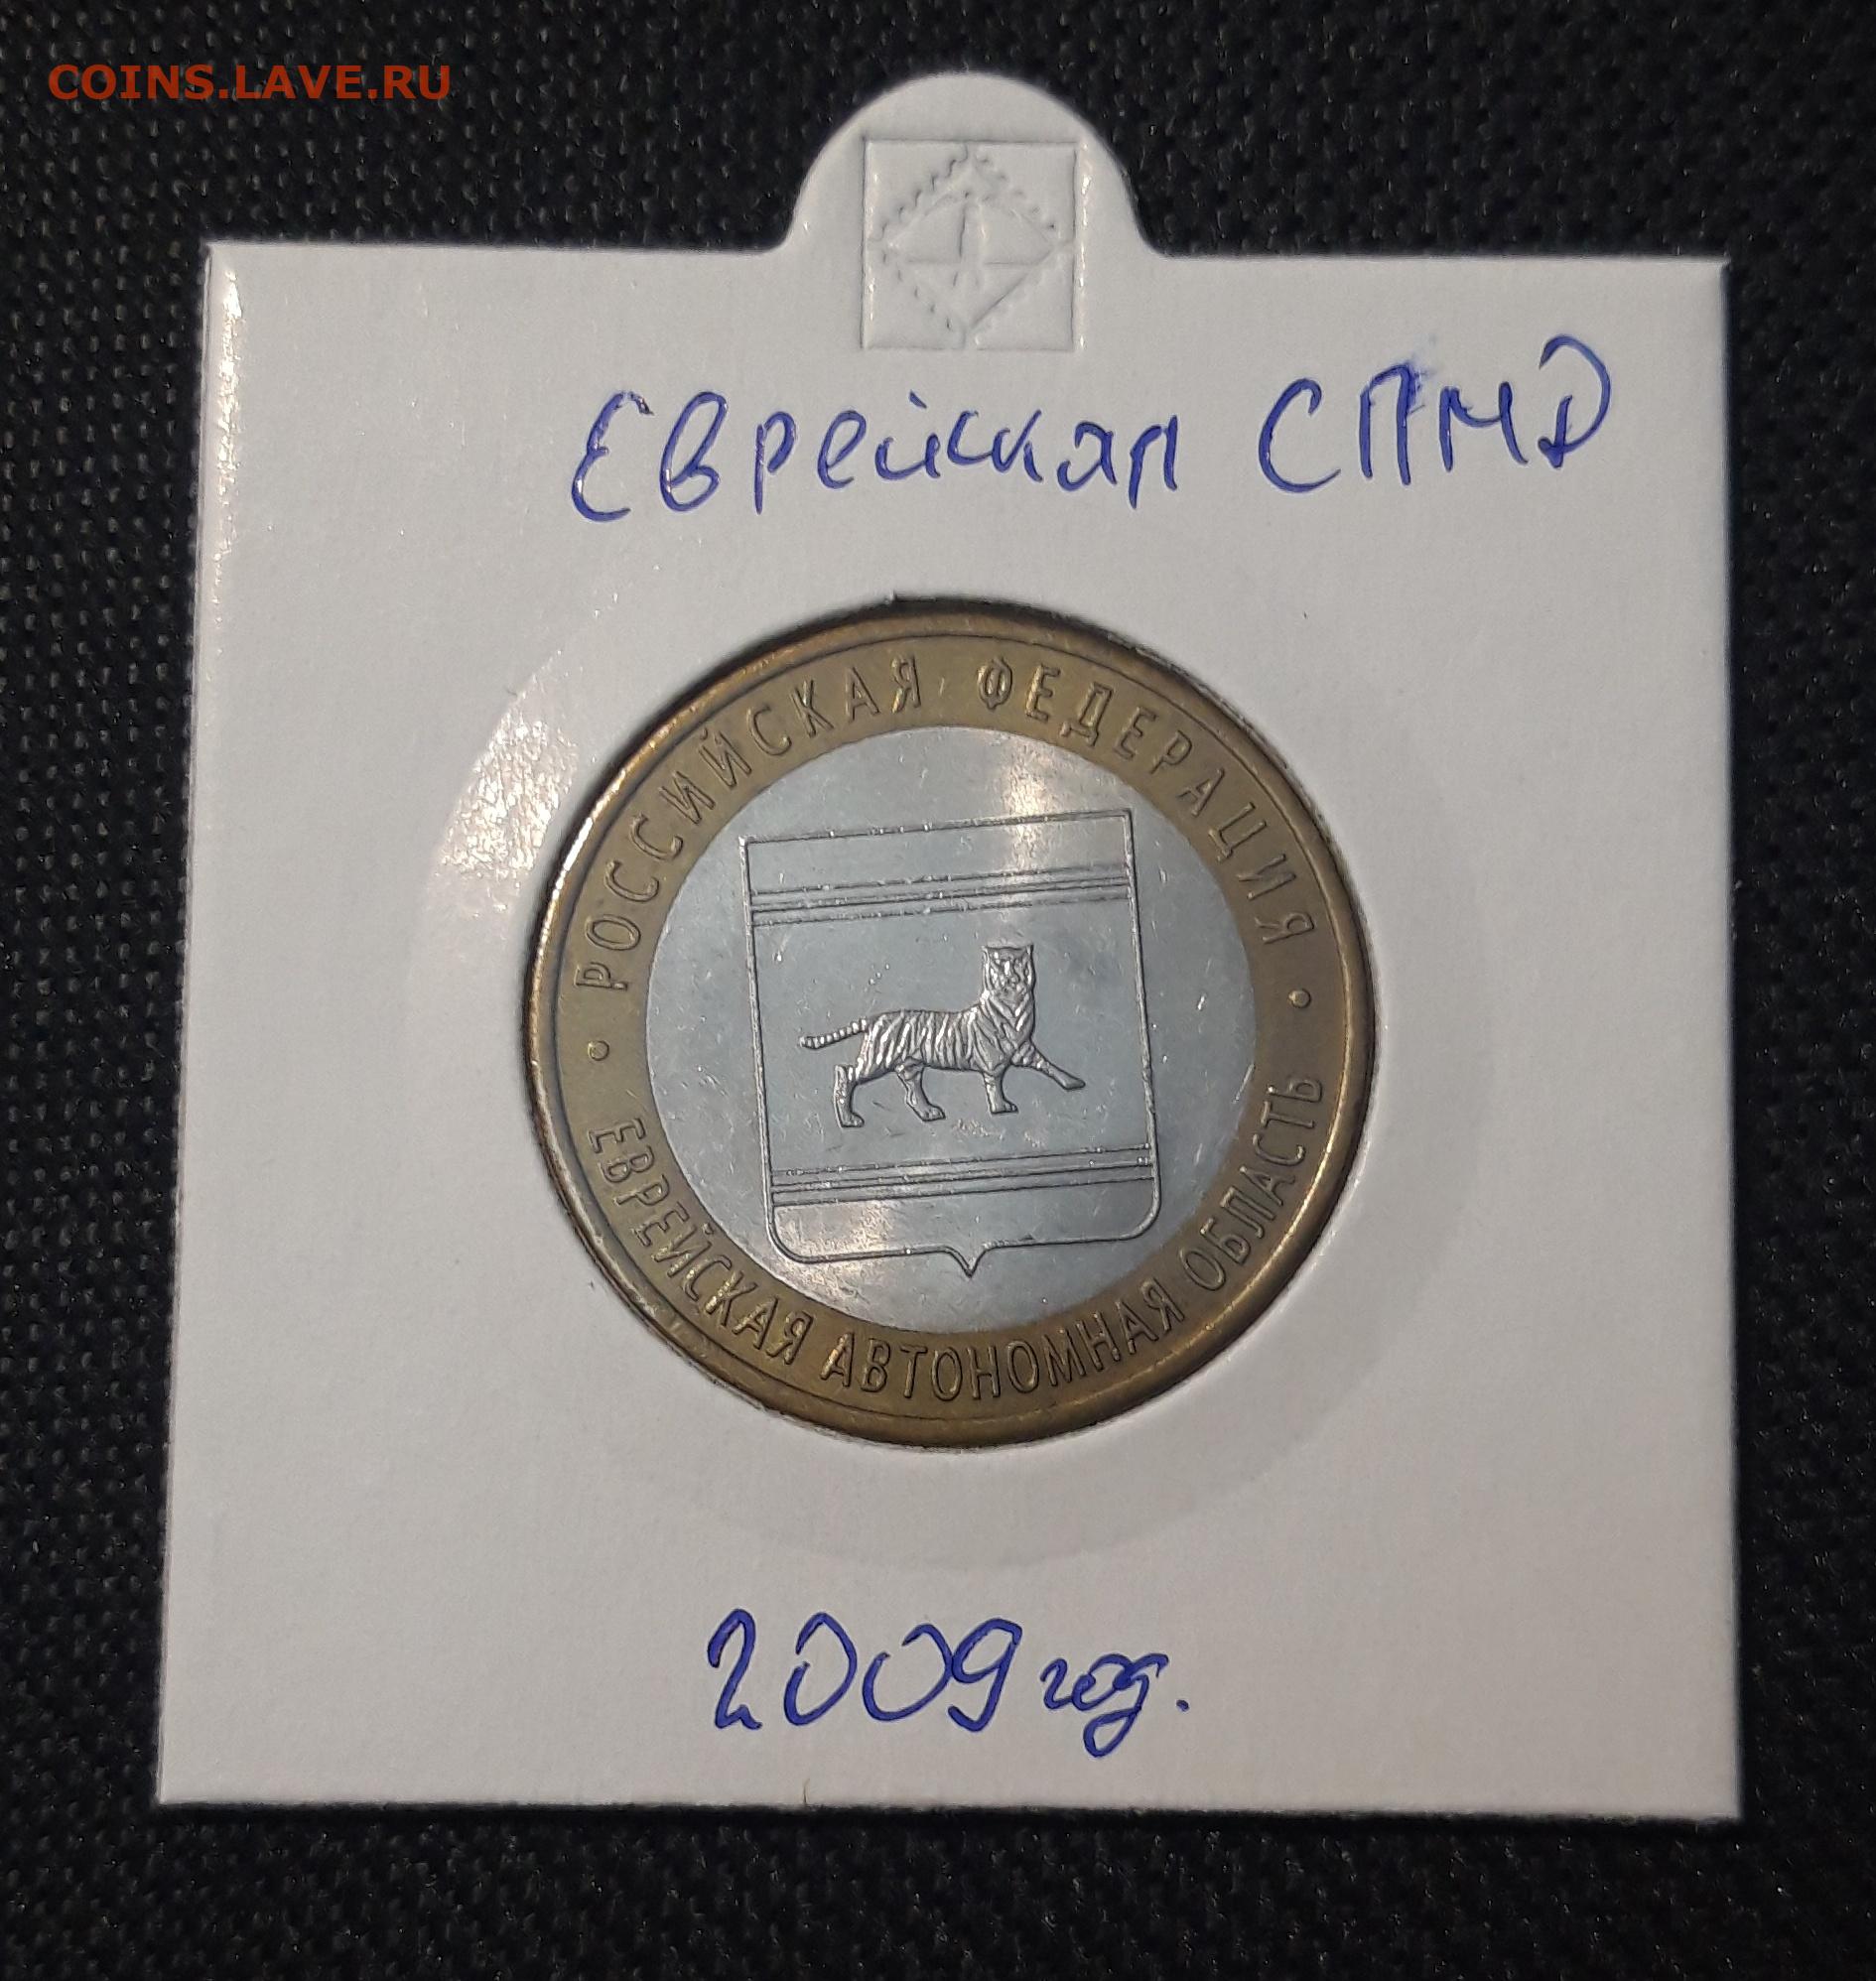 COINS.LAVE.RU
Еврейская СПМД
РОССИЙСКАЯ ФЕДЕРАЦИЯ
ЕВРЕЙСКАЯ АВТОНОМНАЯ ОБЛАСТЬ
2009 год.